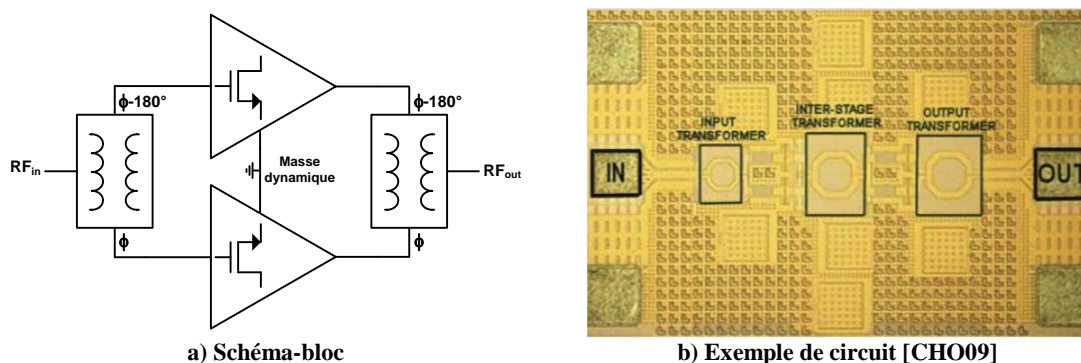 ϕ-180°
ϕ-180°
RFin
Masse
dynamique
RFout
ϕ
ϕ
a) Schéma-bloc
INPUT
TRANSFORMER
INTER-STAGE
TRANSFORMER
OUTPUT
TRANSFORMER
IN
OUT
b) Exemple de circuit [CHO09]